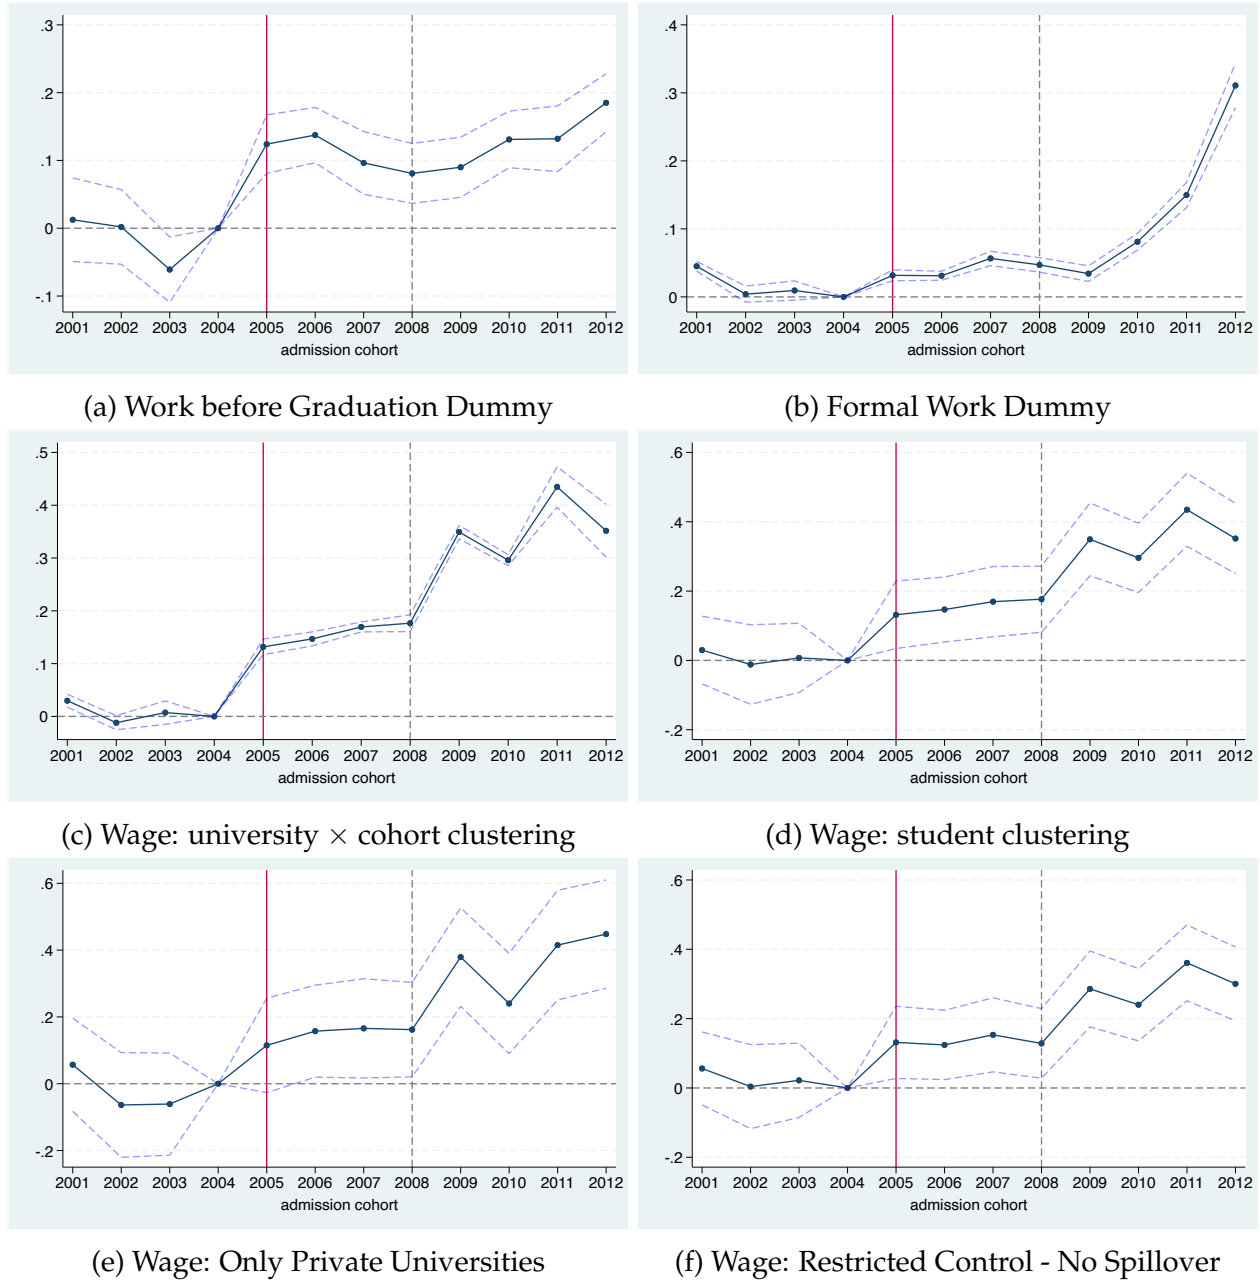 .3
.2
.1
0
-.1
2001 2002 2003 2004 2005 2006 2007 2008 2009 2010 2011 2012
admission cohort
(a) Work before Graduation Dummy
.4
.3
.2
.1
0
2001 2002 2003 2004 2005 2006 2007 2008 2009 2010 2011 2012
admission cohort
(b) Formal Work Dummy
.5
.4
.3
.2
.1
0
2001 2002 2003 2004 2005 2006 2007 2008 2009 2010 2011 2012
admission cohort
(c) Wage: university × cohort clustering
.6
.4
.2
0
-.2
2001 2002 2003 2004 2005 2006 2007 2008 2009 2010 2011 2012
admission cohort
(d) Wage: student clustering
.6
.4
.2
0
-.2
2001 2002 2003 2004 2005 2006 2007 2008 2009 2010 2011 2012
admission cohort
(e) Wage: Only Private Universities
.6
.4
.2
0
-.2
2001 2002 2003 2004 2005 2006 2007 2008 2009 2010 2011 2012
admission cohort
(f) Wage: Restricted Control - No Spillover